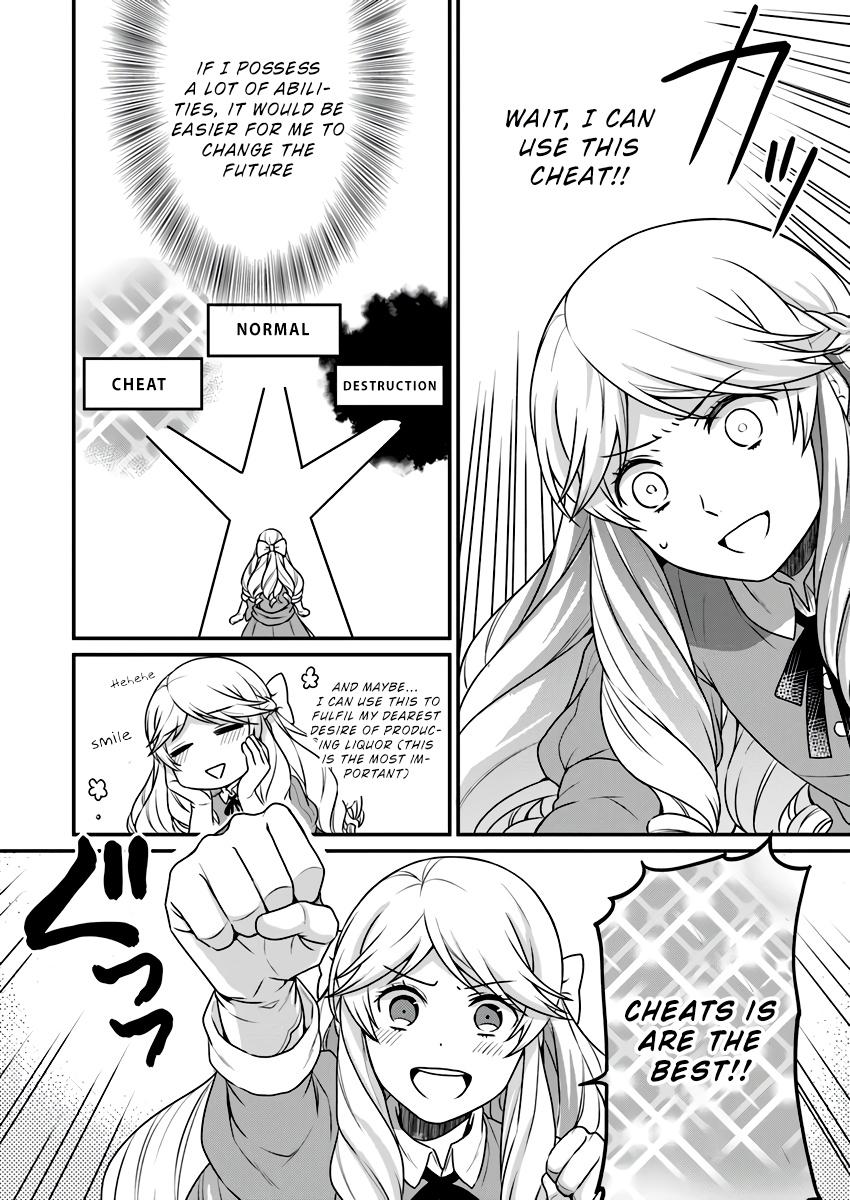 WAIT, I CAN
USE THIS
CHEAT!!
カッ
IF I POSSESS
A LOT OF ABILI-
TIES, IT WOULD BE
EASIER FOR ME TO
CHANGE THE
FUTURE
NORMAL
CHEAT
DESTRUCTION
Hehehe
smile
AND MAYBE...
I CAN USE THIS TO
FULFIL MY DEAREST
DESIRE OF PRODUC-
ING LIQUOR (THIS
IS THE MOST IM-
PORTANT)
CHEATS IS
ARE THE
BEST!!
ぐっっ